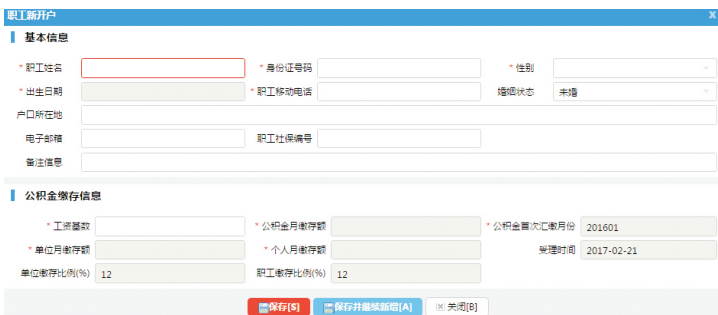 职工新开户 X
基本信息
* 职工姓名 * 身份证号码 * 性别
* 出生日期 * 职工移动电话 婚姻状态 未婚
户口所在地
电子邮箱 职工社保编号
备注信息
公积金缴存信息
* 工资基数 * 公积金月缴存额 * 公积金首次汇缴月份 201601
* 单位月缴存额 * 个人月缴存额 受理时间 2017-02-21
单位缴存比例(%) 12 职工缴存比例(%) 12
保存[S] 保存并继续新增[A] 关闭[B]